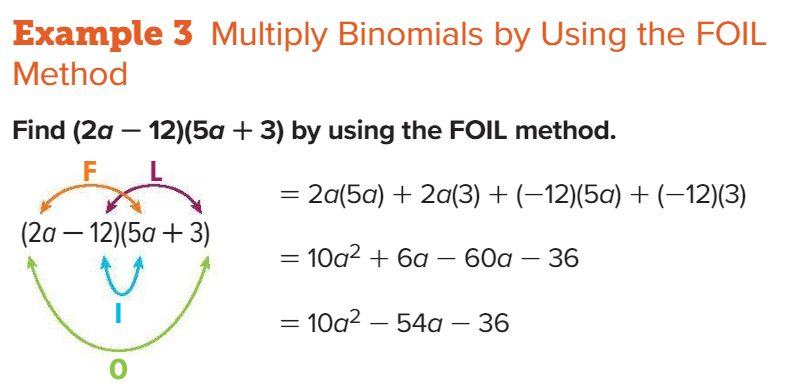 Example 3 Multiply Binomials by Using the FOIL
Method
Find (2a − 12)(5a + 3) by using the FOIL method.
F L
= 2a(5a) + 2a(3) + (−12)(5a) + (−12)(3)
(2a − 12)(5a + 3)
= 10a² + 6a − 60a − 36
I
= 10a² − 54a − 36
O